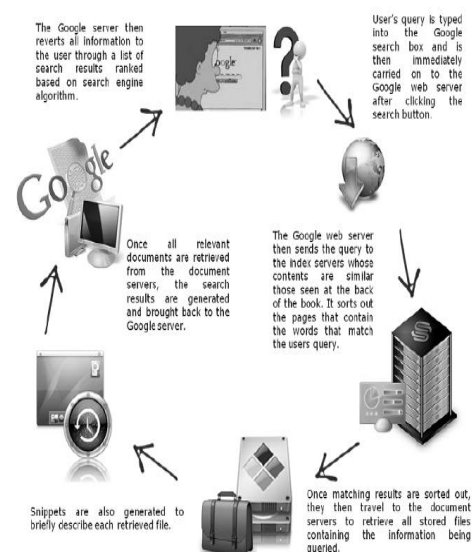 The Google server then
reverts all information to
the user through a list of
search results ranked
based on search engine
algorithm.
User's query is typed
into the Google
search box and is
then immediately
carried on to the
Google web server
after clicking the
search button.
oogle
Google
The Google web server
then sends the query to
the index servers whose
contents are similar
those seen at the back
of the book. It sorts out
the pages that contain
the words that match
the users query.
Once all relevant
documents are retrieved
from the document
servers, the search
results are generated
and brought back to the
Google server.
Snippets are also generated to
briefly describe each retrieved file.
Once matching results are sorted out,
they then travel to the document
servers to retrieve all stored files
containing the information being
queried.